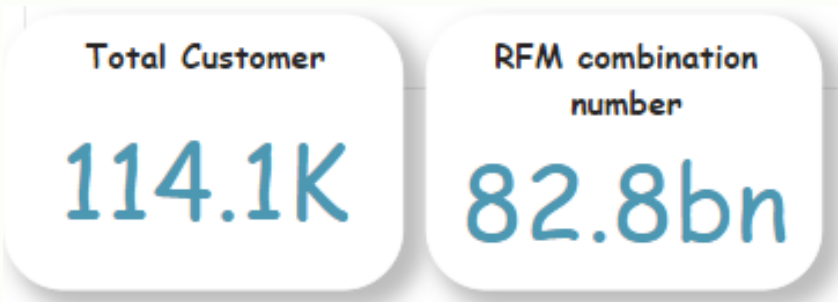 Total Customer
114.1K
RFM combination
number
82.8bn